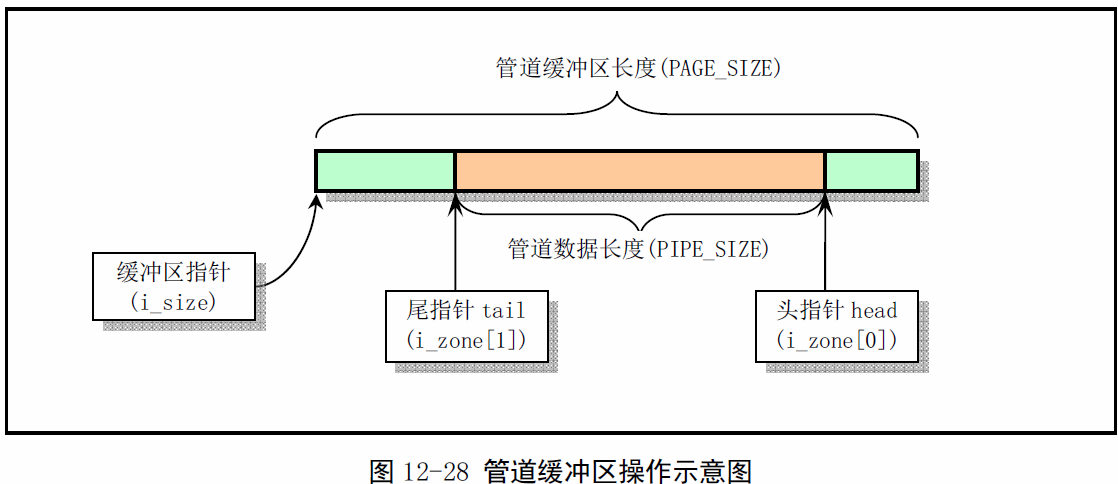 管道缓冲区长度(PAGE_SIZE)
管道数据长度(PIPE_SIZE)
缓冲区指针
(i_size)
尾指针 tail
(i_zone[1])
头指针 head
(i_zone[0])
图 12-28 管道缓冲区操作示意图